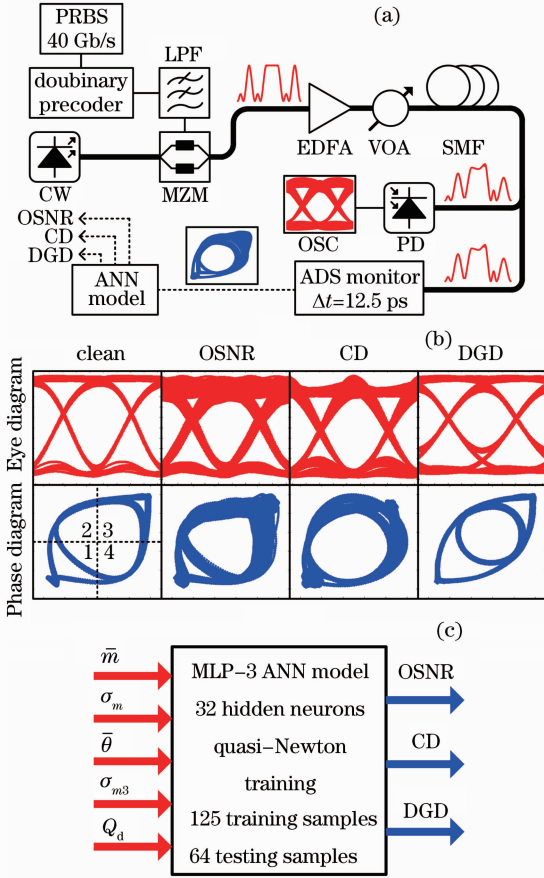 (a)
PRBS
40 Gb/s
LPF
doubinary
precoder
EDFA
VOA
SMF
CW
MZM
OSNR
CD
DGD
OSC
PD
ANN
model
ADS monitor
Δt=12.5 ps
(b)
clean
OSNR
CD
DGD
Eye diagram
Phase diagram
2 3
1 4
(c)
m̄
σm
θ̄
σm3
Qd
MLP−3 ANN model
32 hidden neurons
quasi−Newton
training
125 training samples
64 testing samples
OSNR
CD
DGD